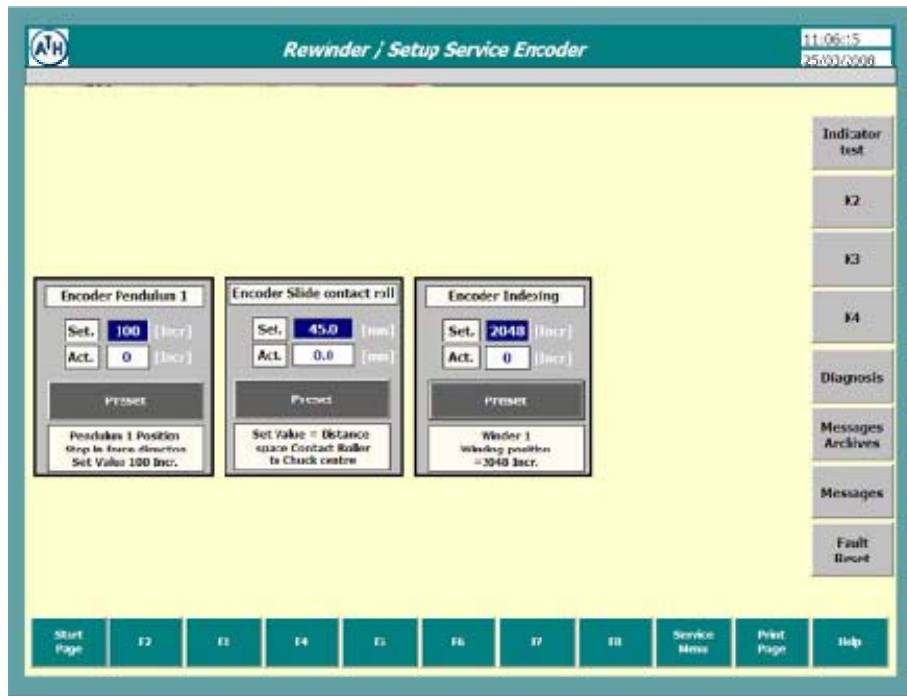 ATH
Rewinder / Setup Service Encoder
11:06:15
25/03/2008
Indicator
test
K2
K3
K4
Diagnosis
Messages
Archives
Messages
Fault
Reset
Encoder Pendulum 1
Set. 100 [Incr]
Act. 0 [Incr]
Preset
Pendulum 1 Position
Stop in force direction
Set Value 100 Incr.
Encoder Slide contact roll
Set. 45.0 [mm]
Act. 0.0 [mm]
Preset
Set Value = Distance
space Contact Roller
to Chuck centre
Encoder Indexing
Set. 2048 [Incr]
Act. 0 [Incr]
Preset
Winder 1
Winding position
=2048 Incr.
Start
Page
F2
F3
F4
F5
F6
F7
F8
Service
Menu
Print
Page
Help